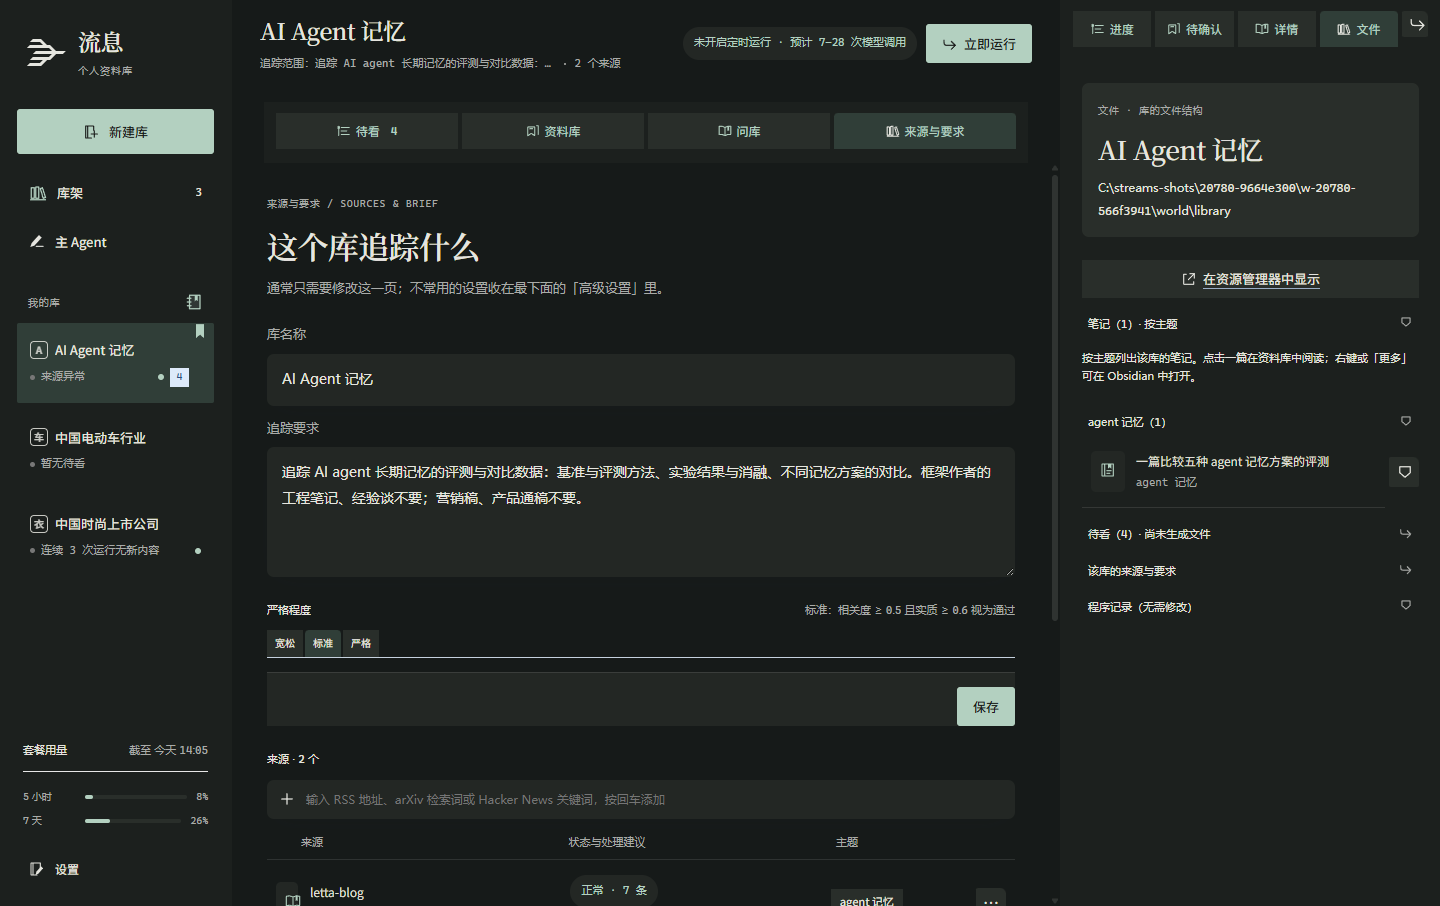 流息
个人资料库
新建库
库架 3
主 Agent
我的库
A AI Agent 记忆
来源异常 4
车 中国电动车行业
暂无待看
衣 中国时尚上市公司
连续 3 次运行无新内容
套餐用量 截至 今天 14:05
5 小时 8%
7 天 26%
设置
AI Agent 记忆
追踪范围：追踪 AI agent 长期记忆的评测与对比数据：… · 2 个来源
未开启定时运行 · 预计 7–28 次模型调用
立即运行
待看 4
资料库
问库
来源与要求
来源与要求 / SOURCES & BRIEF
这个库追踪什么
通常只需要修改这一页；不常用的设置收在最下面的「高级设置」里。
库名称
AI Agent 记忆
追踪要求
追踪 AI agent 长期记忆的评测与对比数据：基准与评测方法、实验结果与消融、不同记忆方案的对比。框架作者的
工程笔记、经验谈不要；营销稿、产品通稿不要。
严格程度 标准：相关度 ≥ 0.5 且实质 ≥ 0.6 视为通过
宽松 标准 严格
保存
来源 · 2 个
输入 RSS 地址、arXiv 检索词或 Hacker News 关键词，按回车添加
来源 状态与处理建议 主题
letta-blog 正常 · 7 条 agent 记忆
进度 待确认 详情 文件
文件 · 库的文件结构
AI Agent 记忆
C:\streams-shots\20780-9664e300\w-20780-
566f3941\world\library
在资源管理器中显示
笔记（1）· 按主题
按主题列出该库的笔记。点击一篇在资料库中阅读；右键或「更多」
可在 Obsidian 中打开。
agent 记忆（1）
一篇比较五种 agent 记忆方案的评测
agent 记忆
待看（4）· 尚未生成文件
该库的来源与要求
程序记录（无需修改）